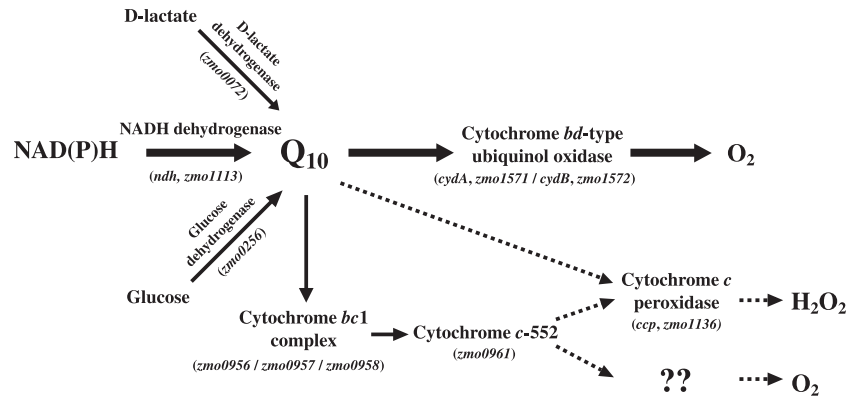 D-lactate
D-lactate
dehydrogenase
(zmo0072)
NADH dehydrogenase
NAD(P)H
Q10
(ndh, zmo1113)
Cytochrome bd-type
ubiquinol oxidase
(cydA, zmo1571 / cydB, zmo1572)
O2
Glucose
dehydrogenase
(zmo0256)
Glucose
Cytochrome bc1
complex
(zmo0956 / zmo0957 / zmo0958)
Cytochrome c-552
(zmo0961)
Cytochrome c
peroxidase
(ccp, zmo1136)
H2O2
??
O2